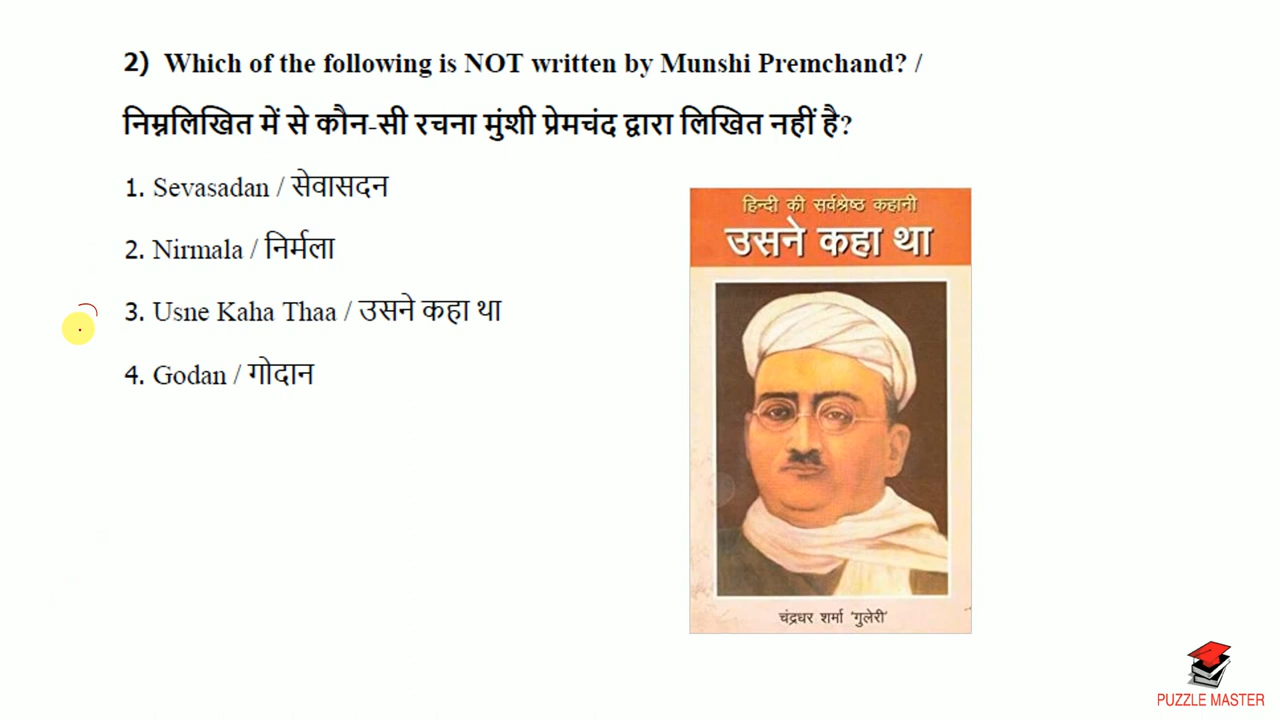 2) Which of the following is NOT written by Munshi Premchand? /
निम्नलिखित में से कौन-सी रचना मुंशी प्रेमचंद द्वारा लिखित नहीं है?
1. Sevasadan / सेवासदन
2. Nirmala / निर्मला
3. Usne Kaha Thaa / उसने कहा था
4. Godan / गोदान
हिन्दी की सर्वश्रेष्ठ कहानी
उसने कहा था
चंद्रधर शर्मा 'गुलेरी'
PUZZLE MASTER